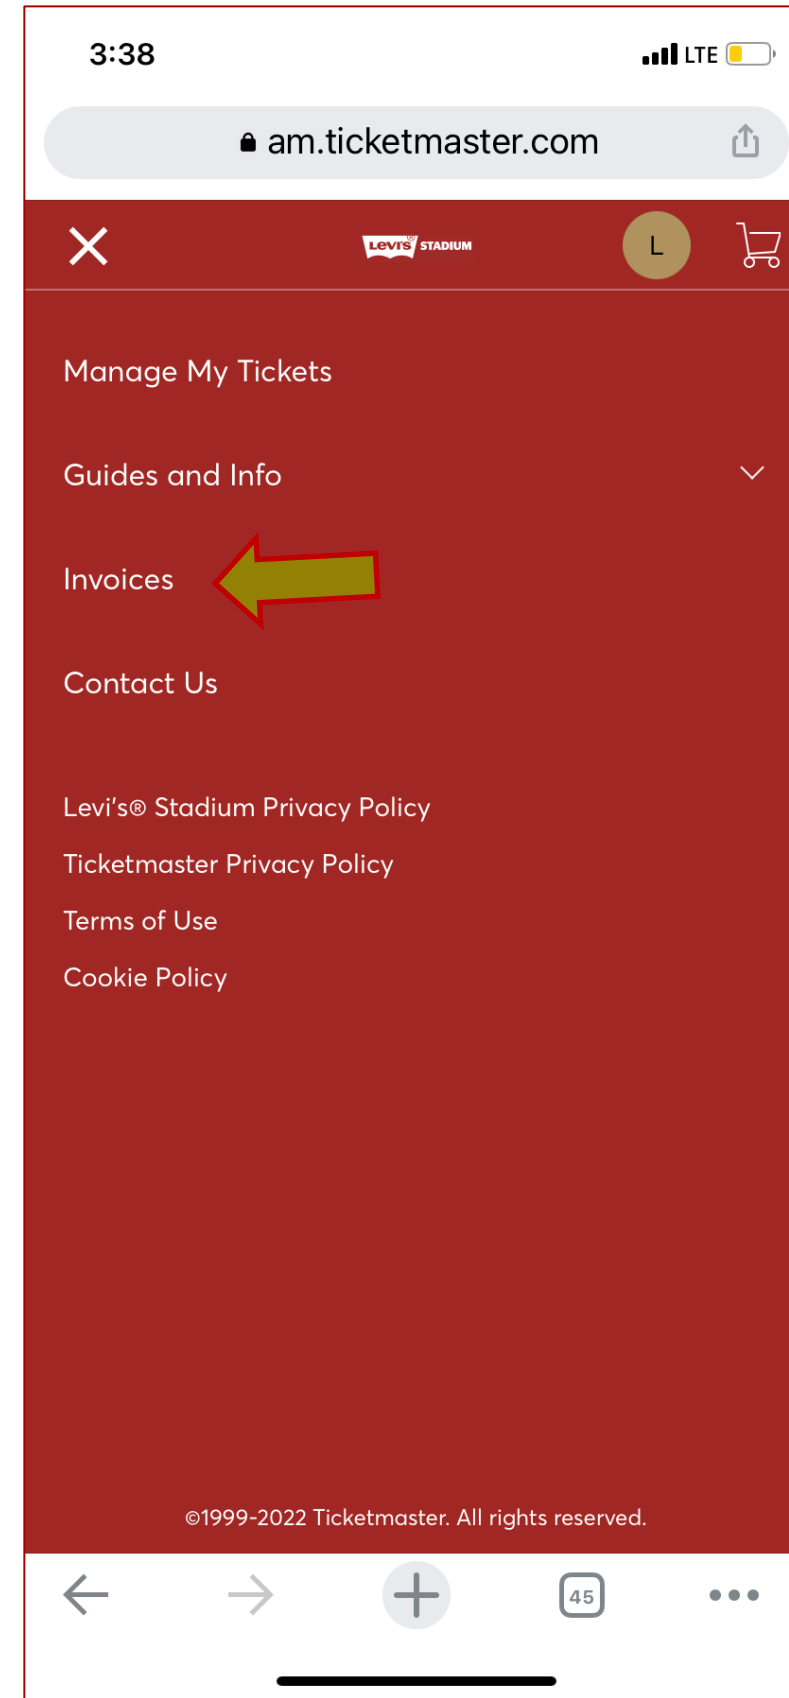 3:38
LTE
am.ticketmaster.com
LEVI'S® STADIUM
L
Manage My Tickets
Guides and Info
Invoices
Contact Us
Levi's® Stadium Privacy Policy
Ticketmaster Privacy Policy
Terms of Use
Cookie Policy
©1999-2022 Ticketmaster. All rights reserved.
45